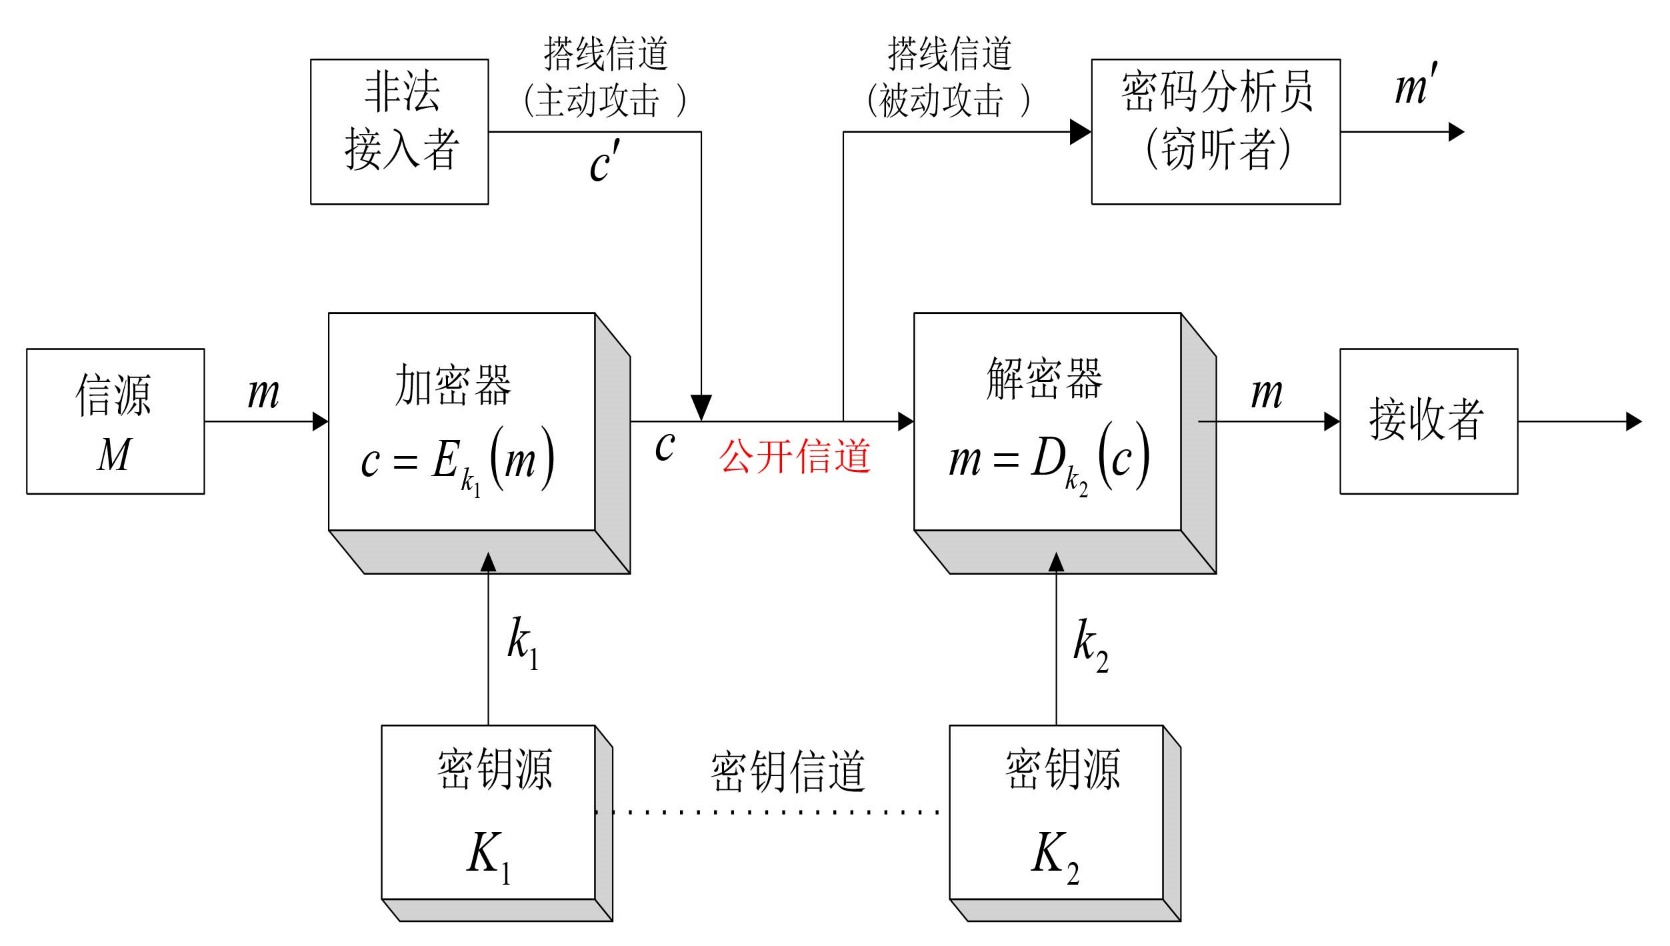 搭线信道
(主动攻击 )
搭线信道
(被动攻击 )
非法
接入者
c′
密码分析员
(窃听者)
m′
信源
M
m
加密器
c = E_{k_1}(m)
c
公开信道
解密器
m = D_{k_2}(c)
m
接收者
k_1
k_2
密钥源
K_1
密钥信道
密钥源
K_2